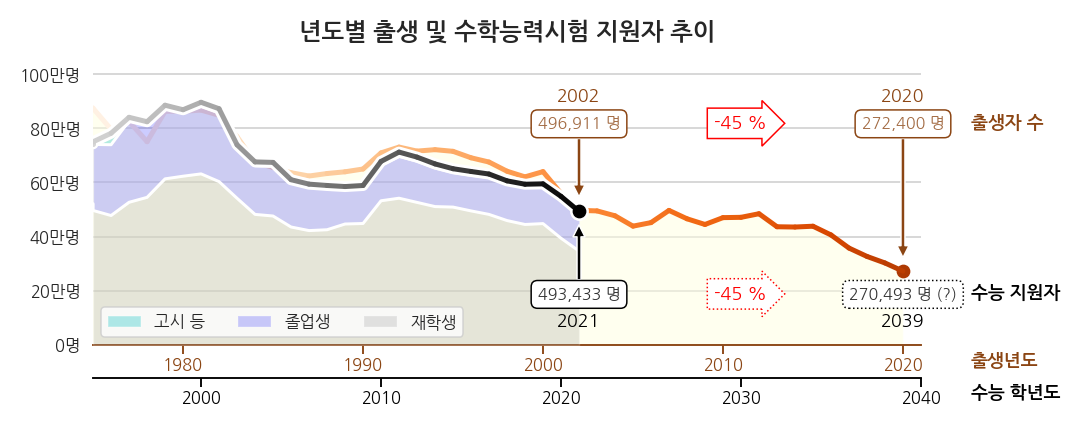 년도별 출생 및 수학능력시험 지원자 추이
100만명
80만명
60만명
40만명
20만명
0명
2002
496,911 명
-45 %
2020
272,400 명
출생자 수
493,433 명
2021
-45 %
270,493 명 (?)
2039
수능 지원자
고시 등
졸업생
재학생
1980
1990
2000
2010
2020
출생년도
2000
2010
2020
2030
2040
수능 학년도